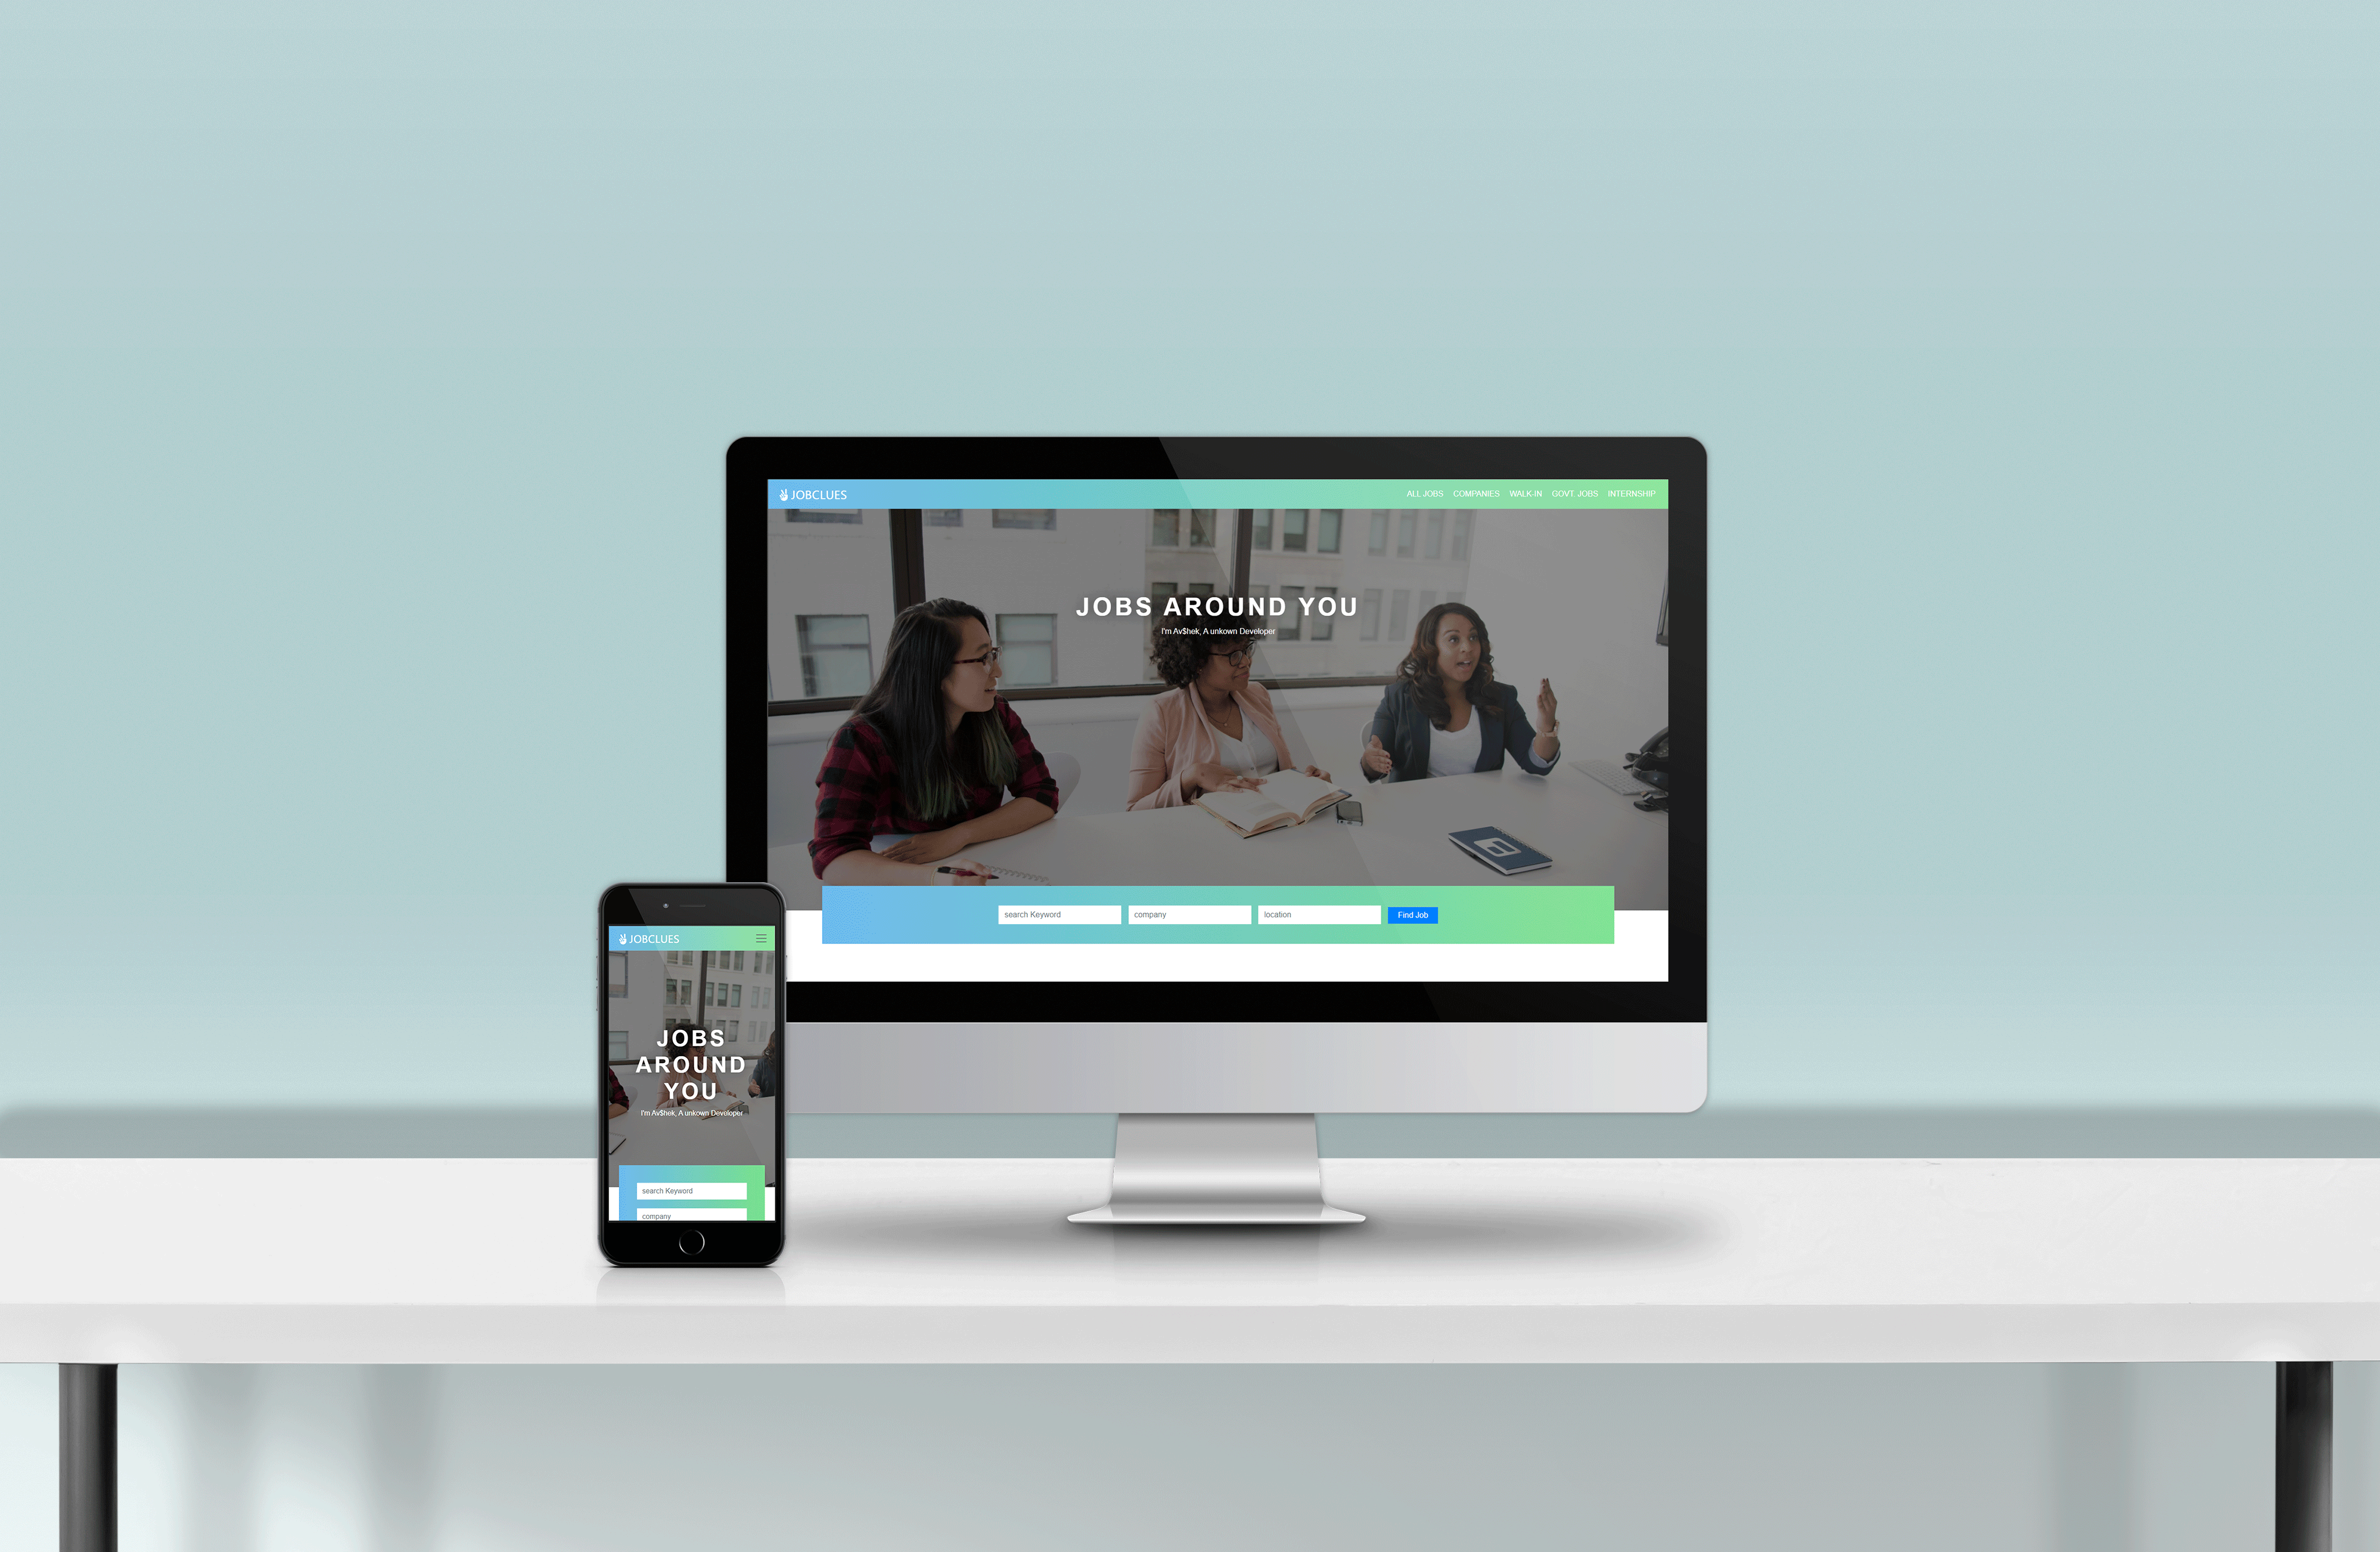 JOBCLUES
ALL JOBS COMPANIES WALK-IN GOVT. JOBS INTERNSHIP
JOBS AROUND YOU
I'm Av$hek, A unkown Developer
search Keyword company location Find Job
JOBCLUES
JOBS
AROUND
YOU
I'm Av$hek, A unkown Developer
search Keyword
company